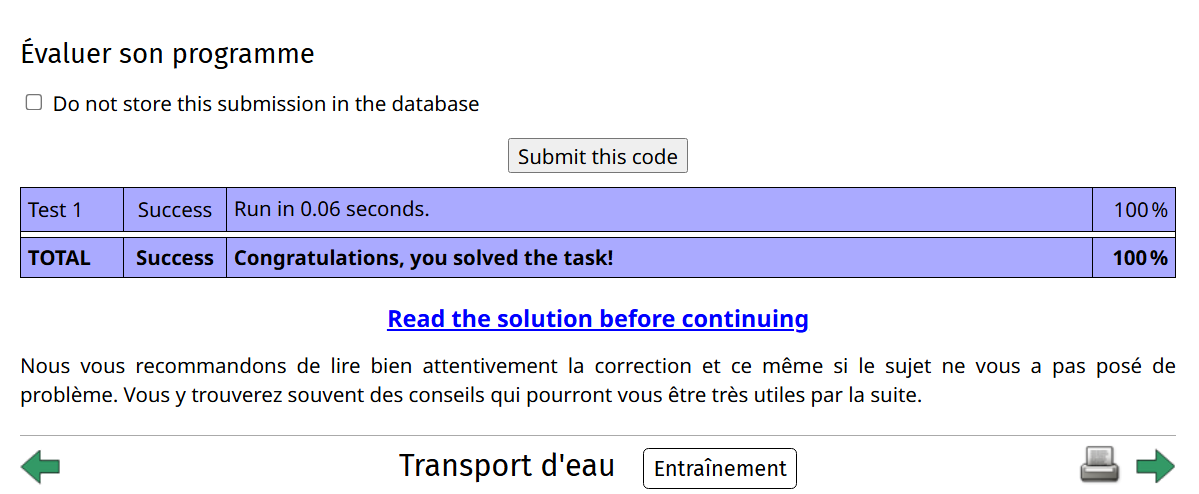 Évaluer son programme
Do not store this submission in the database
Submit this code
Test 1 Success Run in 0.06 seconds. 100 %
TOTAL Success Congratulations, you solved the task! 100 %
Read the solution before continuing
Nous vous recommandons de lire bien attentivement la correction et ce même si le sujet ne vous a pas posé de
problème. Vous y trouverez souvent des conseils qui pourront vous être très utiles par la suite.
Transport d'eau Entraînement